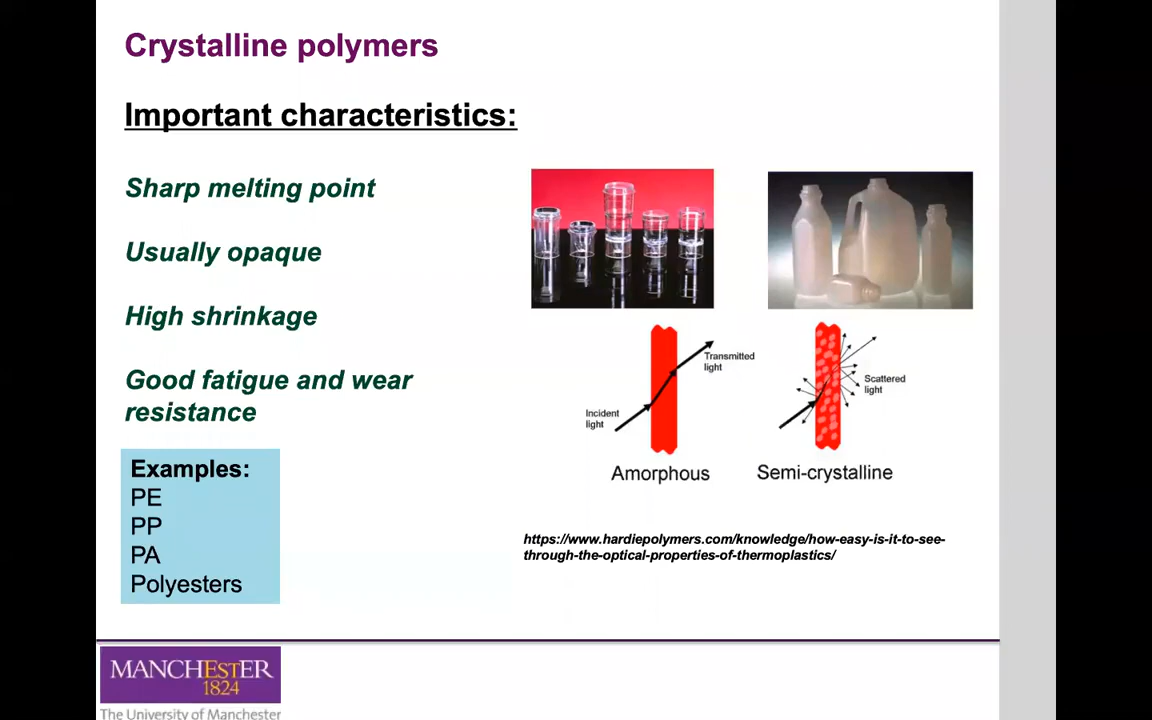 Crystalline polymers
Important characteristics:
Sharp melting point
Usually opaque
High shrinkage
Good fatigue and wear
resistance
Examples:
PE
PP
PA
Polyesters
Transmitted
light
Incident
light
Amorphous
Scattered
light
Semi-crystalline
https://www.hardiepolymers.com/knowledge/how-easy-is-it-to-see-
through-the-optical-properties-of-thermoplastics/
MANCHESTER
1824
The University of Manchester